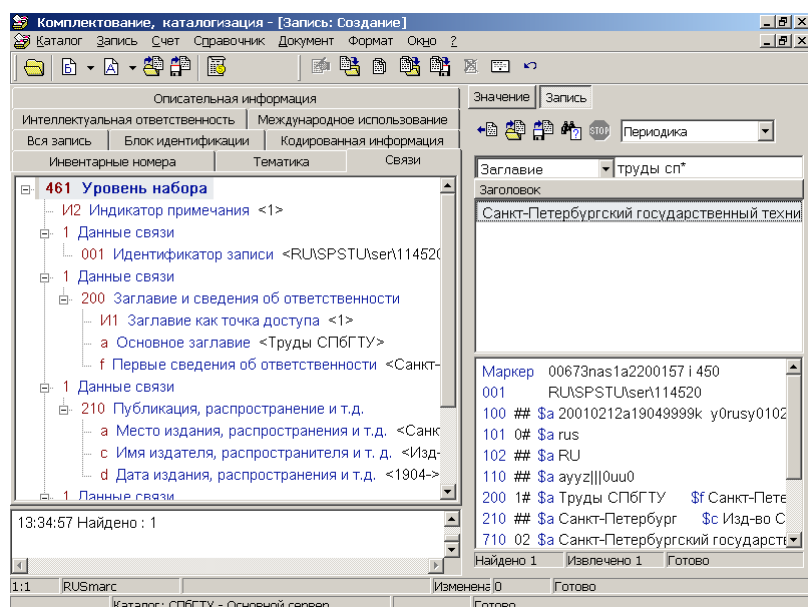 Комплектование, каталогизация - [Запись: Создание]
Каталог Запись Счет Справочник Документ Формат Окно ?
Описательная информация
Интеллектуальная ответственность Международное использование
Вся запись Блок идентификации Кодированная информация
Инвентарные номера Тематика Связи
461 Уровень набора
И2 Индикатор примечания <1>
1 Данные связи
001 Идентификатор записи <RU\SPSTU\ser\114520
1 Данные связи
200 Заглавие и сведения об ответственности
И1 Заглавие как точка доступа <1>
a Основное заглавие <Труды СПбГТУ>
f Первые сведения об ответственности <Санкт-
1 Данные связи
210 Публикация, распространение и т.д.
a Место издания, распространения и т.д. <Санк
c Имя издателя, распространителя и т. д. <Изд-
d Дата издания, распространения и т.д. <1904->
1 Данные связи
13:34:57 Найдено : 1
Значение Запись
STOP Периодика
Заглавие труды сп*
Заголовок
Санкт-Петербургский государственный техни
Маркер 00673nas1a2200157 i 450
001 RU\SPSTU\ser\114520
100 ## $a 20010212a19049999k y0rusy0102
101 0# $a rus
102 ## $a RU
110 ## $a ayyz|||0uu0
200 1# $a Труды СПбГТУ $f Санкт-Пете
210 ## $a Санкт-Петербург $c Изд-во С
710 02 $a Санкт-Петербургский государств
Найдено 1 Извлечено 1 Готово
1:1 RUSmarc Изменена 0 Готово
Каталог: СПбГТУ - Основной сервер Готово